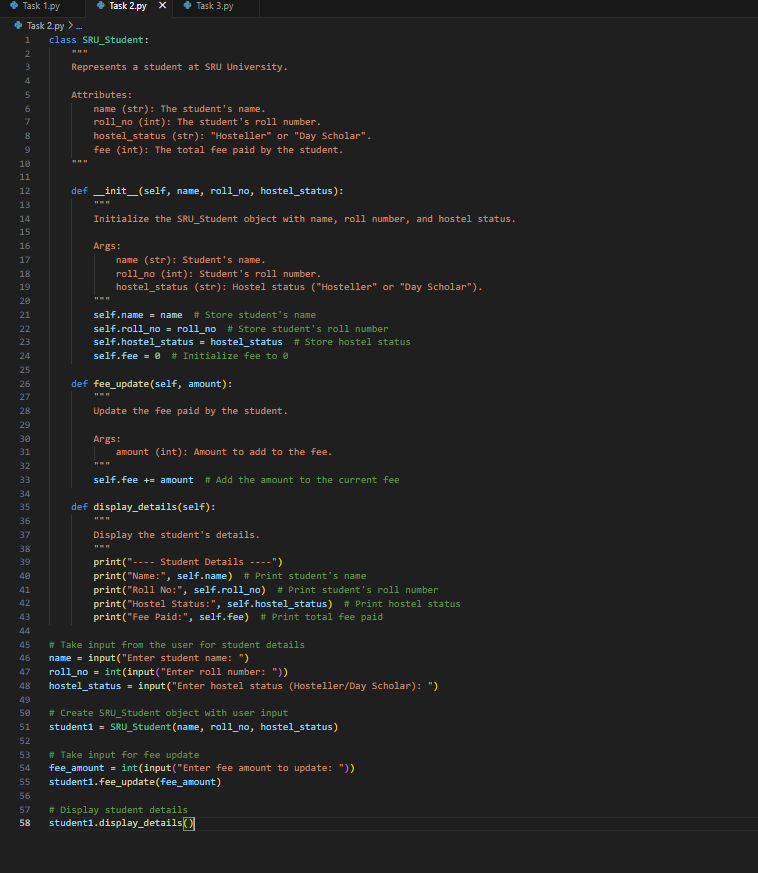 Task 1.py Task 2.py X Task 3.py
Task 2.py > ...
1 class SRU_Student:
2     """
3     Represents a student at SRU University.
4
5     Attributes:
6         name (str): The student's name.
7         roll_no (int): The student's roll number.
8         hostel_status (str): "Hosteller" or "Day Scholar".
9         fee (int): The total fee paid by the student.
10     """
11
12     def __init__(self, name, roll_no, hostel_status):
13         """
14         Initialize the SRU_Student object with name, roll number, and hostel status.
15
16         Args:
17             name (str): Student's name.
18             roll_no (int): Student's roll number.
19             hostel_status (str): Hostel status ("Hosteller" or "Day Scholar").
20         """
21         self.name = name  # Store student's name
22         self.roll_no = roll_no  # Store student's roll number
23         self.hostel_status = hostel_status  # Store hostel status
24         self.fee = 0  # Initialize fee to 0
25
26     def fee_update(self, amount):
27         """
28         Update the fee paid by the student.
29
30         Args:
31             amount (int): Amount to add to the fee.
32         """
33         self.fee += amount  # Add the amount to the current fee
34
35     def display_details(self):
36         """
37         Display the student's details.
38         """
39         print("---- Student Details ----")
40         print("Name:", self.name)  # Print student's name
41         print("Roll No:", self.roll_no)  # Print student's roll number
42         print("Hostel Status:", self.hostel_status)  # Print hostel status
43         print("Fee Paid:", self.fee)  # Print total fee paid
44
45 # Take input from the user for student details
46 name = input("Enter student name: ")
47 roll_no = int(input("Enter roll number: "))
48 hostel_status = input("Enter hostel status (Hosteller/Day Scholar): ")
49
50 # Create SRU_Student object with user input
51 student1 = SRU_Student(name, roll_no, hostel_status)
52
53 # Take input for fee update
54 fee_amount = int(input("Enter fee amount to update: "))
55 student1.fee_update(fee_amount)
56
57 # Display student details
58 student1.display_details()